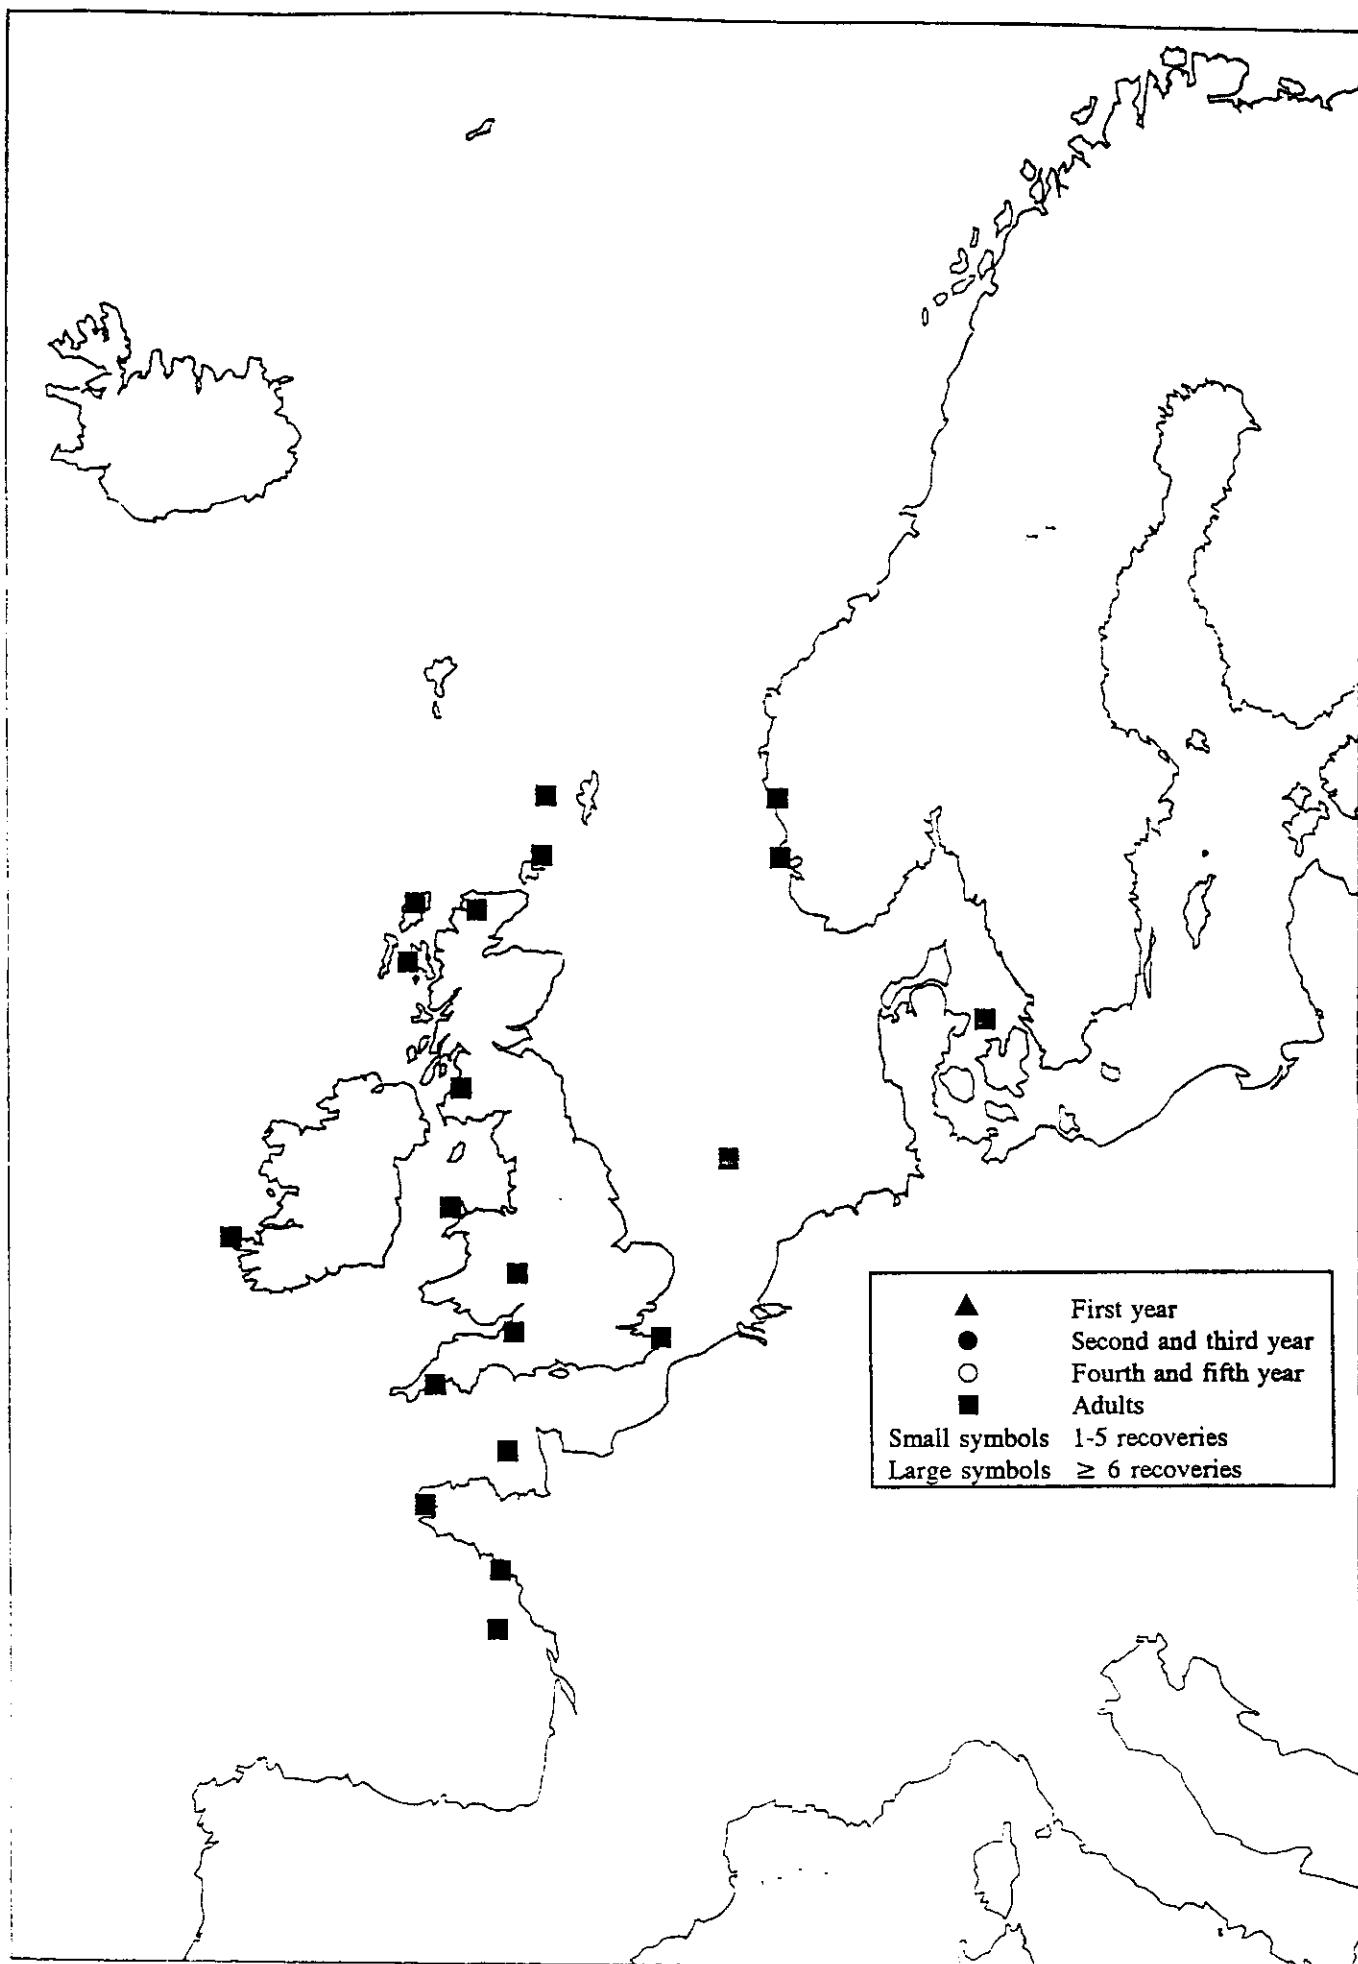 First year
Second and third year
Fourth and fifth year
Adults
Small symbols 1-5 recoveries
Large symbols ≥ 6 recoveries